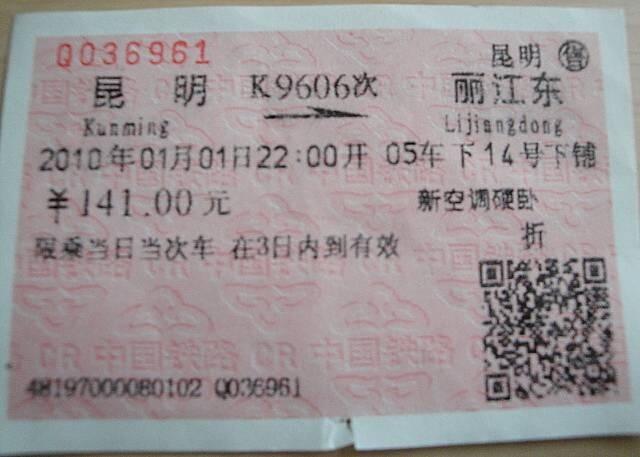 Q036961 昆明 售
昆明 K9606次 丽江东
Kunming Lijiangdong
2010年01月01日22:00开 05车下14号下铺
￥141.00元 新空调硬卧
限乘当日当次车 在3日内到有效 折
48197000080102 Q036961